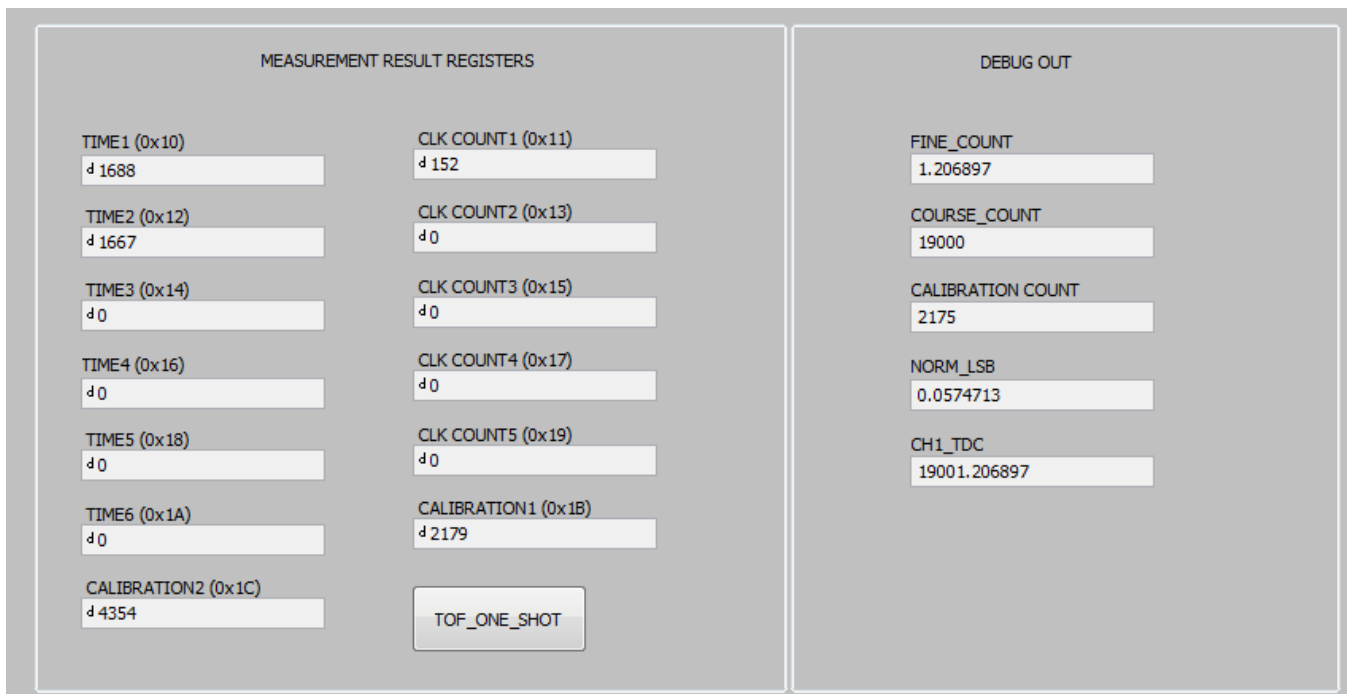 MEASUREMENT RESULT REGISTERS
TIME1 (0x10)
d 1688
TIME2 (0x12)
d 1667
TIME3 (0x14)
d 0
TIME4 (0x16)
d 0
TIME5 (0x18)
d 0
TIME6 (0x1A)
d 0
CALIBRATION2 (0x1C)
d 4354
CLK COUNT1 (0x11)
d 152
CLK COUNT2 (0x13)
d 0
CLK COUNT3 (0x15)
d 0
CLK COUNT4 (0x17)
d 0
CLK COUNT5 (0x19)
d 0
CALIBRATION1 (0x1B)
d 2179
TOF_ONE_SHOT
DEBUG OUT
FINE_COUNT
1.206897
COURSE_COUNT
19000
CALIBRATION COUNT
2175
NORM_LSB
0.0574713
CH1_TDC
19001.206897